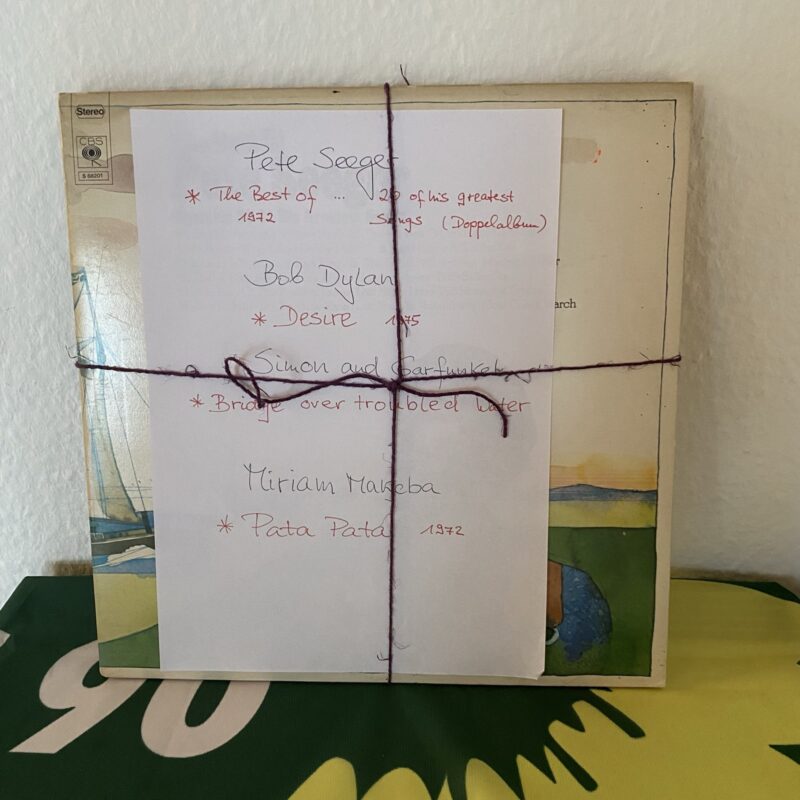 Stereo
CBS
S 68201
Pete Seeger
* The Best of ... 20 of his greatest
1972 Songs (Doppelalbum)
arch
Bob Dylan
* Desire 1975
Simon and Garfunkel
* Bridge over troubled water
Miriam Makeba
* Pata Pata 1972
90